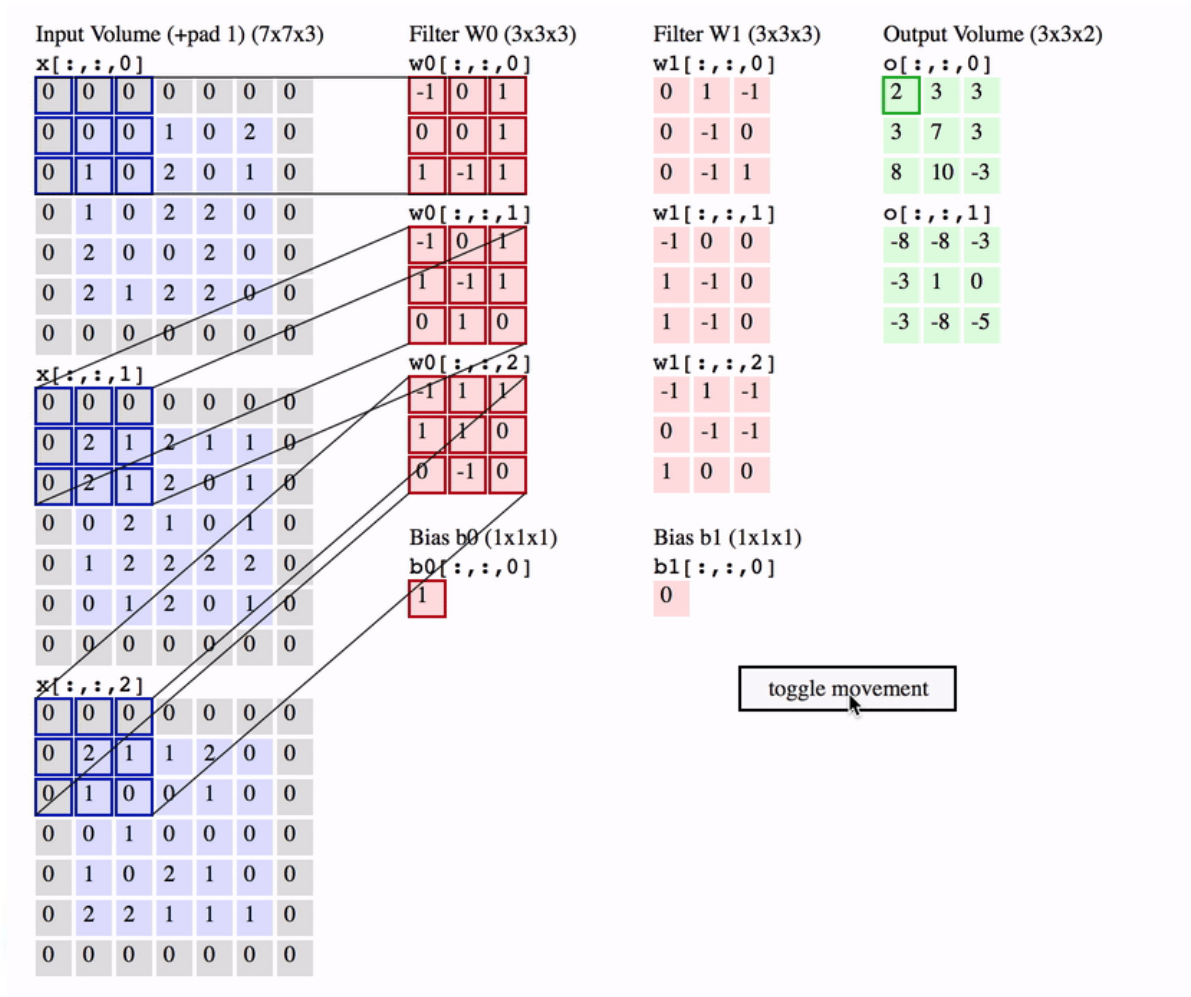 Input Volume (+pad 1) (7x7x3)
x[:,:,0]
0 0 0 0 0 0 0
0 0 0 1 0 2 0
0 1 0 2 0 1 0
0 1 0 2 2 0 0
0 2 0 0 2 0 0
0 2 1 2 2 0 0
0 0 0 0 0 0 0
x[:,:,1]
0 0 0 0 0 0 0
0 2 1 2 1 1 0
0 2 1 2 0 1 0
0 0 2 1 0 1 0
0 1 2 2 2 2 0
0 0 1 2 0 1 0
0 0 0 0 0 0 0
x[:,:,2]
0 0 0 0 0 0 0
0 2 1 1 2 0 0
0 1 0 0 1 0 0
0 0 1 0 0 0 0
0 1 0 2 1 0 0
0 2 2 1 1 1 0
0 0 0 0 0 0 0
Filter W0 (3x3x3)
w0[:,:,0]
-1 0 1
0 0 1
1 -1 1
w0[:,:,1]
-1 0 1
1 -1 1
0 1 0
w0[:,:,2]
-1 1 1
1 1 0
0 -1 0
Bias b0 (1x1x1)
b0[:,:,0]
1
Filter W1 (3x3x3)
w1[:,:,0]
0 1 -1
0 -1 0
0 -1 1
w1[:,:,1]
-1 0 0
1 -1 0
1 -1 0
w1[:,:,2]
-1 1 -1
0 -1 -1
1 0 0
Bias b1 (1x1x1)
b1[:,:,0]
0
Output Volume (3x3x2)
o[:,:,0]
2 3 3
3 7 3
8 10 -3
o[:,:,1]
-8 -8 -3
-3 1 0
-3 -8 -5
toggle movement